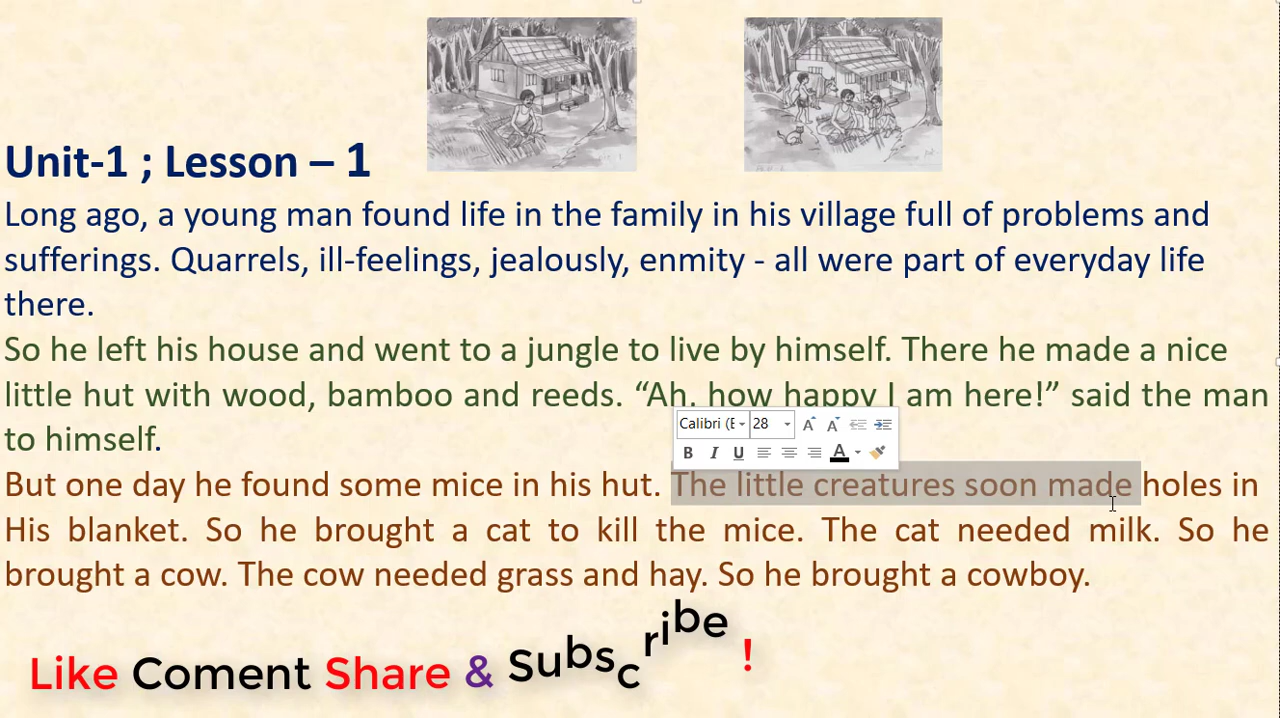 Unit-1 ; Lesson – 1
Long ago, a young man found life in the family in his village full of problems and
sufferings. Quarrels, ill-feelings, jealously, enmity - all were part of everyday life
there.
So he left his house and went to a jungle to live by himself. There he made a nice
little hut with wood, bamboo and reeds. “Ah, how happy I am here!” said the man
to himself.
Calibri (E 28
B I U A
But one day he found some mice in his hut. The little creatures soon made holes in
His blanket. So he brought a cat to kill the mice. The cat needed milk. So he
brought a cow. The cow needed grass and hay. So he brought a cowboy.
Like Coment Share & Subscribe !